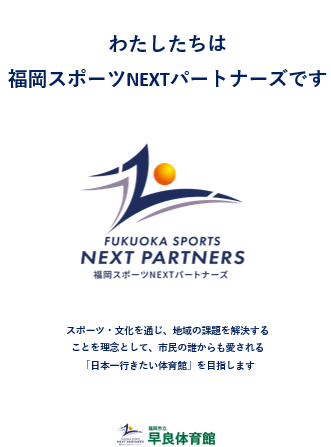 わたしたちは
福岡スポーツNEXTパートナーズです
FUKUOKA SPORTS
NEXT PARTNERS
福岡スポーツNEXTパートナーズ
スポーツ・文化を通じ、地域の課題を解決する
ことを理念として、市民の誰からも愛される
「日本一行きたい体育館」を目指します
NEXT PARTNERS
福岡市立
早良体育館